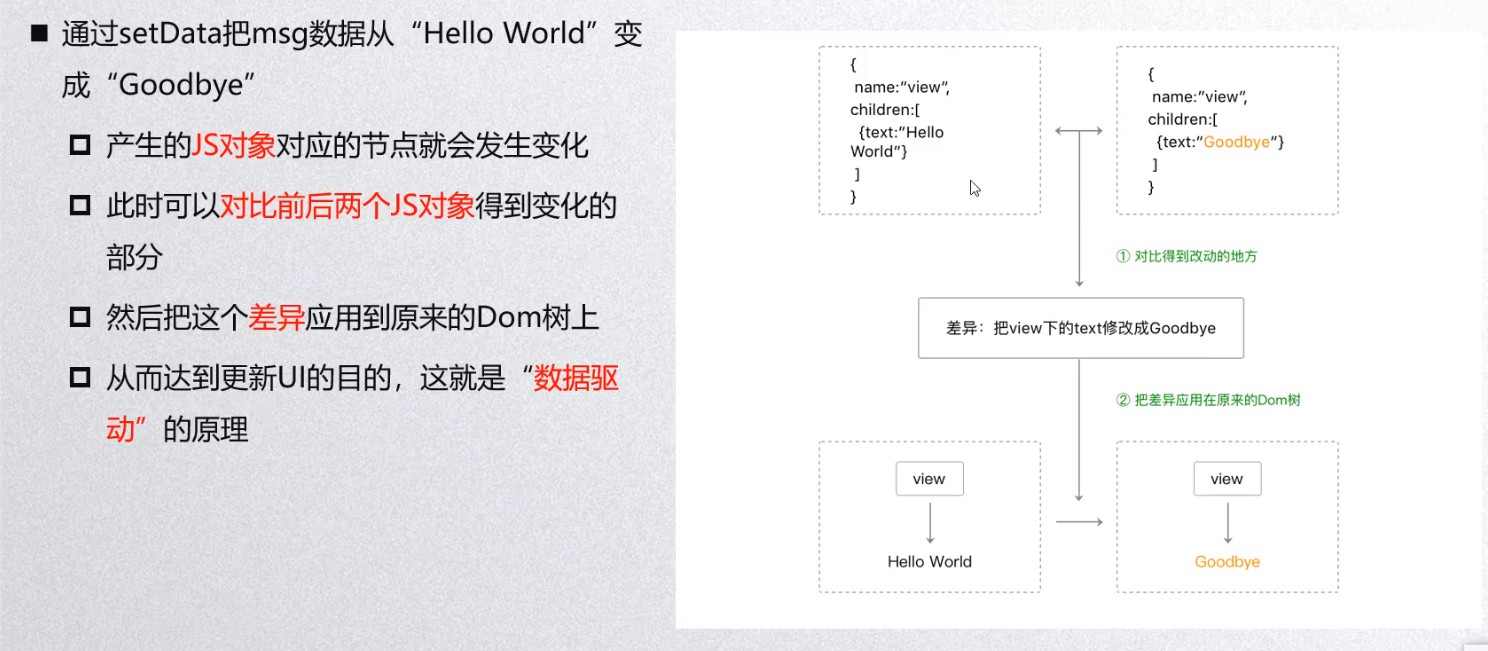 通过setData把msg数据从“Hello World”变
成“Goodbye”
产生的JS对象对应的节点就会发生变化
此时可以对比前后两个JS对象得到变化的
部分
然后把这个差异应用到原来的Dom树上
从而达到更新UI的目的，这就是“数据驱
动”的原理
{
name:“view”,
children:[
{text:“Hello
World”}
]
}
{
name:“view”,
children:[
{text:“Goodbye“}
]
}
① 对比得到改动的地方
差异：把view下的text修改成Goodbye
② 把差异应用在原来的Dom树
view
Hello World
view
Goodbye